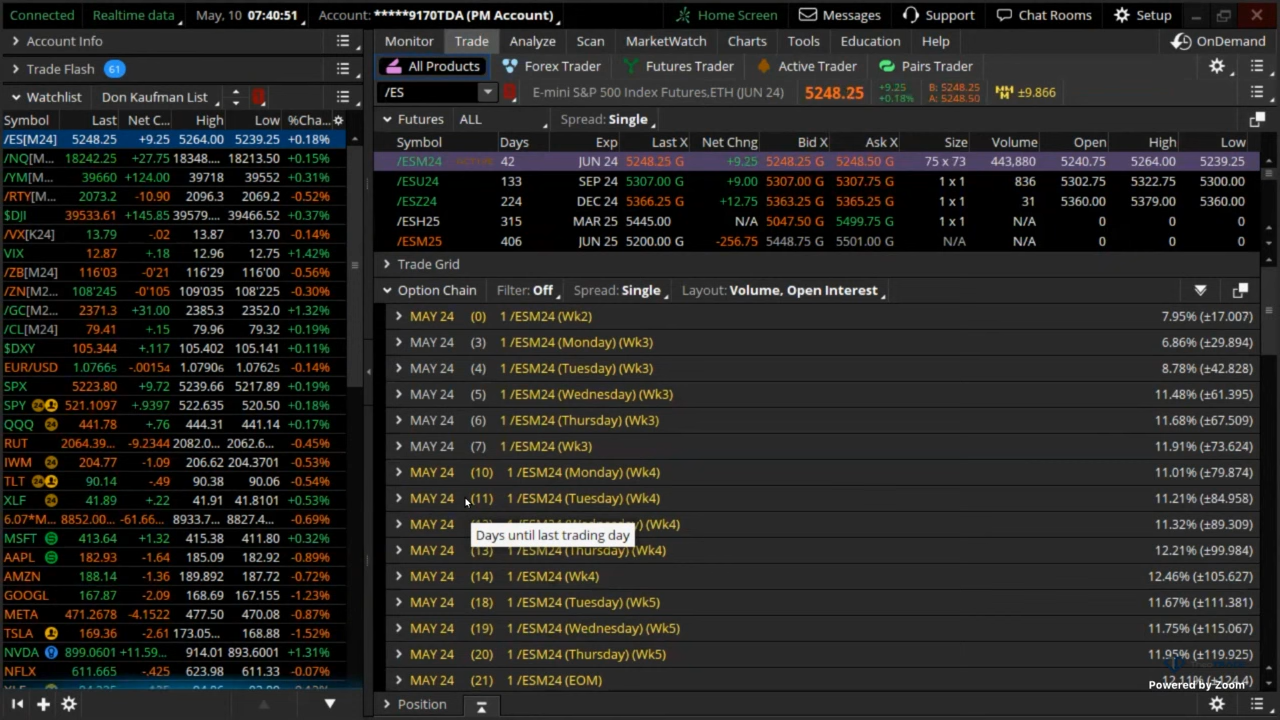 Connected Realtime data May, 10 07:40:51 Account: *****9170TDA (PM Account) Home Screen Messages Support Chat Rooms Setup
Account Info
Trade Flash 61
Watchlist Don Kaufman List
Symbol Last Net C... High Low %Cha...
/ES[M24] 5248.25 +9.25 5264.00 5239.25 +0.18%
/NQ[M... 18242.25 +27.75 18348.... 18213.50 +0.15%
/YM[M... 39660 +124.00 39718 39552 +0.31%
/RTY[M... 2073.2 -10.90 2096.3 2069.2 -0.52%
$DJI 39533.61 +145.85 39579.... 39466.52 +0.37%
/VX[K24] 13.79 -.02 13.87 13.70 -0.14%
VIX 12.87 +.18 12.96 12.75 +1.42%
/ZB[M24] 116'03 -0'21 116'29 116'00 -0.56%
/ZN[M2... 108'245 -0'105 109'035 108'225 -0.30%
/GC[M2... 2371.3 +31.00 2385.3 2352.0 +1.32%
/CL[M24] 79.41 +.15 79.96 79.32 +0.19%
$DXY 105.344 +.117 105.402 105.141 +0.11%
EUR/USD 1.0766s -.00154 1.0790s 1.0762s -0.14%
SPX 5223.80 +9.72 5239.66 5217.89 +0.19%
SPY 24 521.1097 +.9397 522.635 520.50 +0.18%
QQQ 24 441.78 +.76 444.31 441.14 +0.17%
RUT 2064.39... -9.2344 2082.0... 2062.6... -0.45%
IWM 24 204.77 -1.09 206.62 204.3701 -0.53%
TLT 24 90.14 -.49 90.38 90.06 -0.54%
XLF 24 41.89 +.22 41.91 41.8101 +0.53%
6.07*M... 8852.00... -61.66... 8933.7... 8827.4... -0.69%
MSFT 413.64 +1.32 415.38 411.80 +0.32%
AAPL 182.93 -1.64 185.09 182.92 -0.89%
AMZN 188.14 -1.36 189.892 187.72 -0.72%
GOOGL 167.87 -2.09 168.69 167.155 -1.23%
META 471.2678 -4.1522 477.50 470.08 -0.87%
TSLA 169.36 -2.61 173.05... 168.88 -1.52%
NVDA 899.0601 +11.59... 914.01 893.6001 +1.31%
NFLX 611.665 -.425 623.98 611.33 -0.07%
Monitor Trade Analyze Scan MarketWatch Charts Tools Education Help OnDemand
All Products Forex Trader Futures Trader Active Trader Pairs Trader
/ES E-mini S&P 500 Index Futures,ETH (JUN 24) 5248.25 +9.25 +0.18% B: 5248.25 A: 5248.50 ±9.866
Futures ALL Spread: Single
Symbol Days Exp Last X Net Chng Bid X Ask X Size Volume Open High Low
/ESM24 42 JUN 24 5248.25 G +9.25 5248.25 G 5248.50 G 75 x 73 443,880 5240.75 5264.00 5239.25
/ESU24 133 SEP 24 5307.00 G +9.00 5307.00 G 5307.75 G 1 x 1 836 5302.75 5322.75 5300.00
/ESZ24 224 DEC 24 5366.25 G +12.75 5363.25 G 5365.25 G 1 x 1 31 5360.00 5379.00 5360.00
/ESH25 315 MAR 25 5445.00 N/A 5047.50 G 5499.75 G 1 x 1 N/A 0 0 0
/ESM25 406 JUN 25 5200.00 G -256.75 5448.75 G 5501.00 G N/A N/A 0 0 0
Trade Grid
Option Chain Filter: Off Spread: Single Layout: Volume, Open Interest
MAY 24 (0) 1 /ESM24 (Wk2) 7.95% (±17.007)
MAY 24 (3) 1 /ESM24 (Monday) (Wk3) 6.86% (±29.894)
MAY 24 (4) 1 /ESM24 (Tuesday) (Wk3) 8.78% (±42.828)
MAY 24 (5) 1 /ESM24 (Wednesday) (Wk3) 11.48% (±61.395)
MAY 24 (6) 1 /ESM24 (Thursday) (Wk3) 11.68% (±67.509)
MAY 24 (7) 1 /ESM24 (Wk3) 11.91% (±73.624)
MAY 24 (10) 1 /ESM24 (Monday) (Wk4) 11.01% (±79.874)
MAY 24 (11) 1 /ESM24 (Tuesday) (Wk4) 11.21% (±84.958)
MAY 24 (12) 1 /ESM24 (Wednesday) (Wk4) 11.32% (±89.309)
Days until last trading day
MAY 24 (13) 1 /ESM24 (Thursday) (Wk4) 12.21% (±99.984)
MAY 24 (14) 1 /ESM24 (Wk4) 12.46% (±105.627)
MAY 24 (18) 1 /ESM24 (Tuesday) (Wk5) 11.67% (±111.381)
MAY 24 (19) 1 /ESM24 (Wednesday) (Wk5) 11.75% (±115.067)
MAY 24 (20) 1 /ESM24 (Thursday) (Wk5) 11.95% (±119.925)
MAY 24 (21) 1 /ESM24 (EOM)
Powered by Zoom
Position